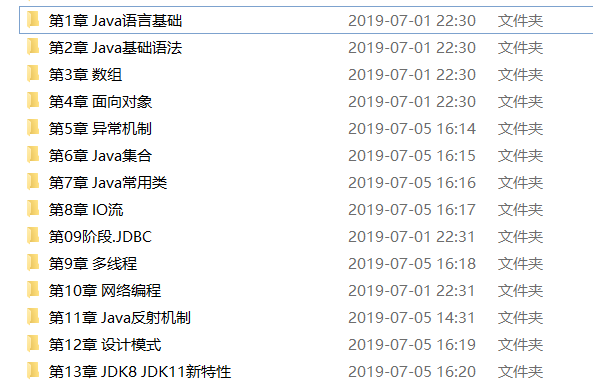 第1章 Java语言基础 2019-07-01 22:30 文件夹
第2章 Java基础语法 2019-07-01 22:30 文件夹
第3章 数组 2019-07-01 22:30 文件夹
第4章 面向对象 2019-07-01 22:30 文件夹
第5章 异常机制 2019-07-05 16:14 文件夹
第6章 Java集合 2019-07-05 16:15 文件夹
第7章 Java常用类 2019-07-05 16:16 文件夹
第8章 IO流 2019-07-05 16:17 文件夹
第09阶段.JDBC 2019-07-01 22:31 文件夹
第9章 多线程 2019-07-05 16:18 文件夹
第10章 网络编程 2019-07-01 22:31 文件夹
第11章 Java反射机制 2019-07-05 14:31 文件夹
第12章 设计模式 2019-07-05 16:19 文件夹
第13章 JDK8 JDK11新特性 2019-07-05 16:20 文件夹